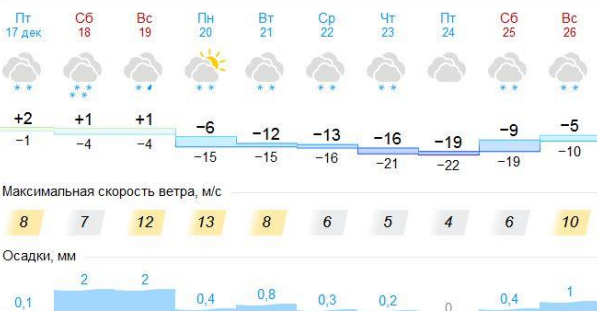 Пт Сб Вс Пн Вт Ср Чт Пт Сб Вс
17 дек 18 19 20 21 22 23 24 25 26
+2 +1 +1 −6 −12 −13 −16 −19 −9 −5
−1 −4 −4 −15 −15 −16 −21 −22 −19 −10
Максимальная скорость ветра, м/с
8 7 12 13 8 6 5 4 6 10
Осадки, мм
0,1 2 2 0,4 0,8 0,3 0,2 0 0,4 1